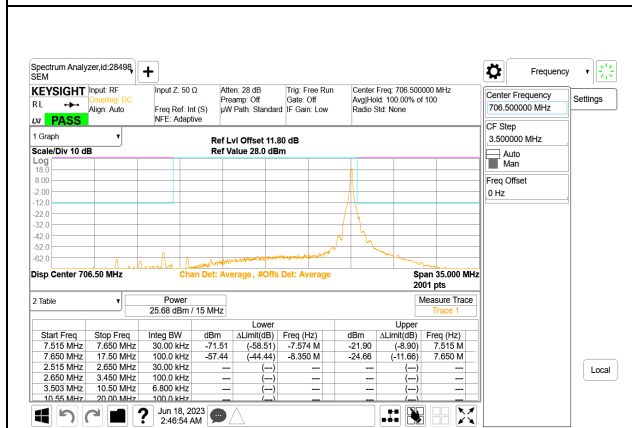 Spectrum Analyzer,id:28498,
SEM
+
Frequency
KEYSIGHT Input: RF Input Z: 50 Ω Atten: 28 dB Trig: Free Run Center Freq: 706.500000 MHz
RL Coupling: DC Preamp: Off Gate: Off Avg|Hold: 100.00% of 100
Align: Auto Freq Ref: Int (S) µW Path: Standard IF Gain: Low Radio Std: None
LXI PASS NFE: Adaptive
Center Frequency
706.500000 MHz
Settings
CF Step
3.500000 MHz
Auto
Man
Freq Offset
0 Hz
1 Graph
Ref Lvl Offset 11.80 dB
Scale/Div 10 dB Ref Value 28.0 dBm
Log
18.0
8.00
-2.00
-12.0
-22.0
-32.0
-42.0
-52.0
-62.0
Disp Center 706.50 MHz Chan Det: Average, #Offs Det: Average Span 35.000 MHz
2001 pts
2 Table Power Measure Trace
25.68 dBm / 15 MHz Trace 1
Lower Upper
Start Freq Stop Freq Integ BW dBm ΔLimit(dB) Freq (Hz) dBm ΔLimit(dB) Freq (Hz)
7.515 MHz 7.650 MHz 30.00 kHz -71.51 (-58.51) -7.574 M -21.90 (-8.90) 7.515 M
7.650 MHz 17.50 MHz 100.0 kHz -57.44 (-44.44) -8.350 M -24.66 (-11.66) 7.650 M
2.515 MHz 2.650 MHz 30.00 kHz --- (---) --- (---)
2.650 MHz 3.450 MHz 100.0 kHz --- (---) --- (---)
3.503 MHz 10.50 MHz 6.800 kHz --- (---) --- (---)
10.55 MHz 20.00 MHz 100.0 kHz --- (---) --- (---)
Local
? Jun 18, 2023
2:46:54 AM